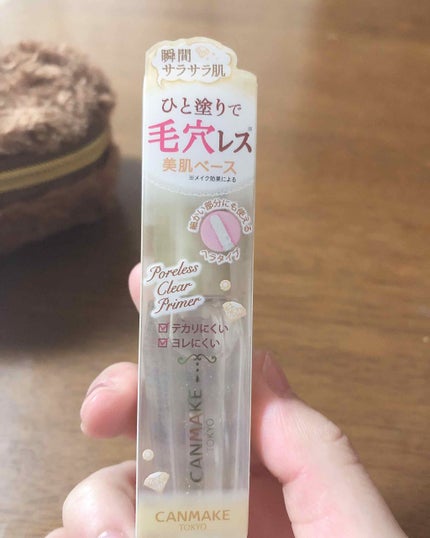 瞬間
サラサラ肌
ひと塗りで
毛穴レス※
美肌ベース
※メイク効果による
細かい部分にも使える
ヘラタイプ
Poreless
Clear
Primer
テカりにくい
ヨレにくい
CANMAKE
TOKYO
CANMAKE
TOKYO